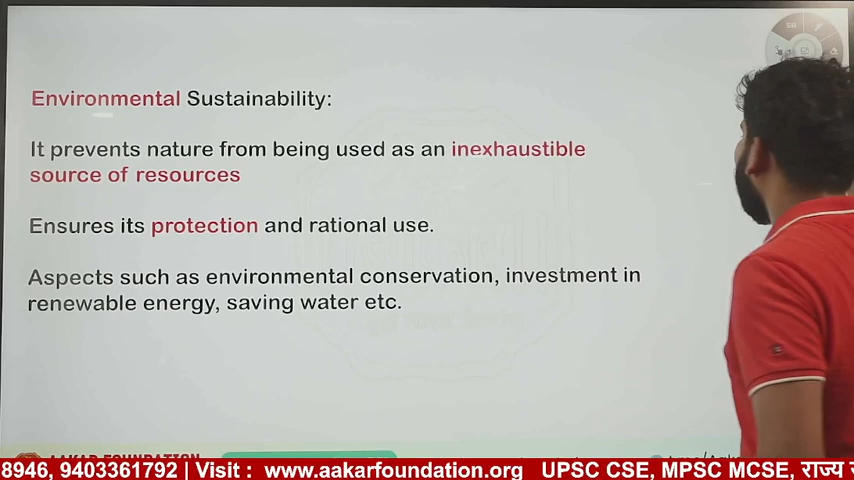 Environmental Sustainability:
It prevents nature from being used as an inexhaustible
source of resources
Ensures its protection and rational use.
Aspects such as environmental conservation, investment in
renewable energy, saving water etc.
AAKAR FOUNDATION
8946, 9403361792 | Visit : www.aakarfoundation.org UPSC CSE, MPSC MCSE, राज्य